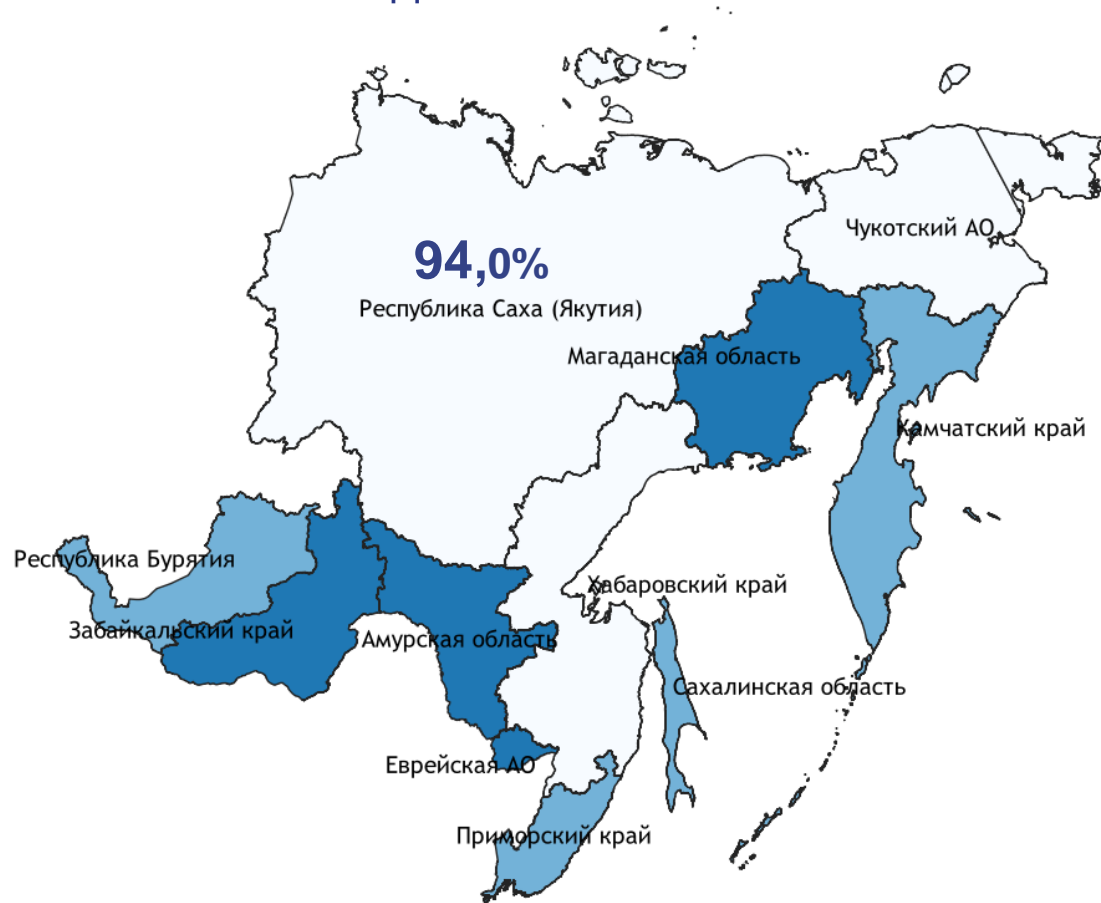 Чукотский АО
94,0%
Республика Саха (Якутия)
Магаданская область
Камчатский край
Республика Бурятия
Хабаровский край
Забайкальский край
Амурская область
Сахалинская область
Еврейская АО
Приморский край